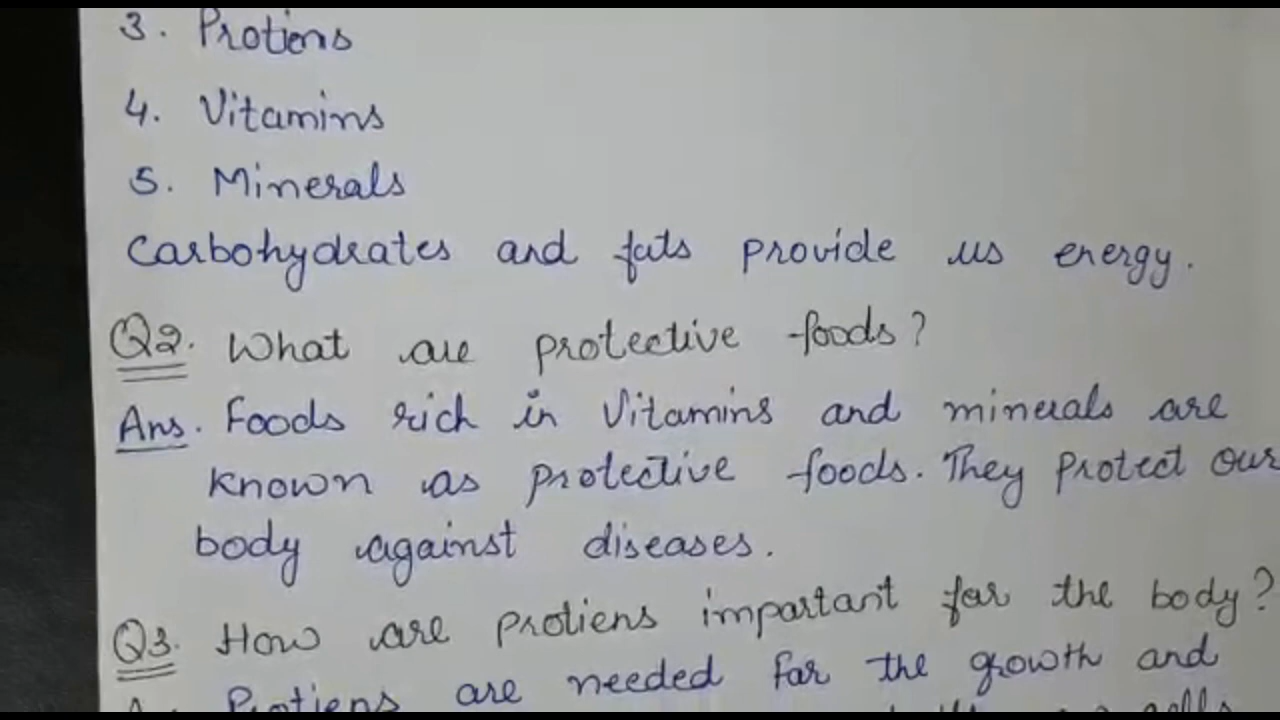 3. Protiens
4. Vitamins
5. Minerals
Carbohydrates and fats provide us energy.
Q2. What are protective foods?
Ans. Foods rich in Vitamins and minerals are
known as protective foods. They protect our
body against diseases.
Q3. How are protiens important for the body?
Protiens are needed for the growth and
cells